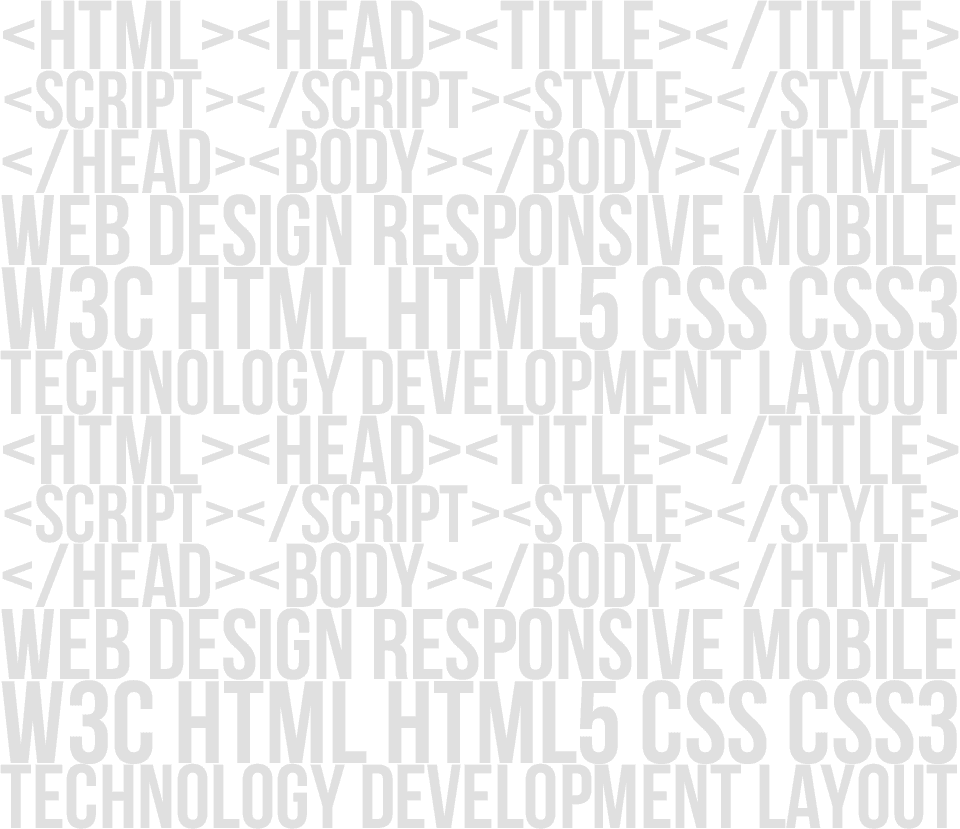 <HTML><HEAD><TITLE></TITLE>
<SCRIPT></SCRIPT><STYLE></STYLE>
</HEAD><BODY></BODY></HTML>
WEB DESIGN RESPONSIVE MOBILE
W3C HTML HTML5 CSS CSS3
TECHNOLOGY DEVELOPMENT LAYOUT
<HTML><HEAD><TITLE></TITLE>
<SCRIPT></SCRIPT><STYLE></STYLE>
</HEAD><BODY></BODY></HTML>
WEB DESIGN RESPONSIVE MOBILE
W3C HTML HTML5 CSS CSS3
TECHNOLOGY DEVELOPMENT LAYOUT